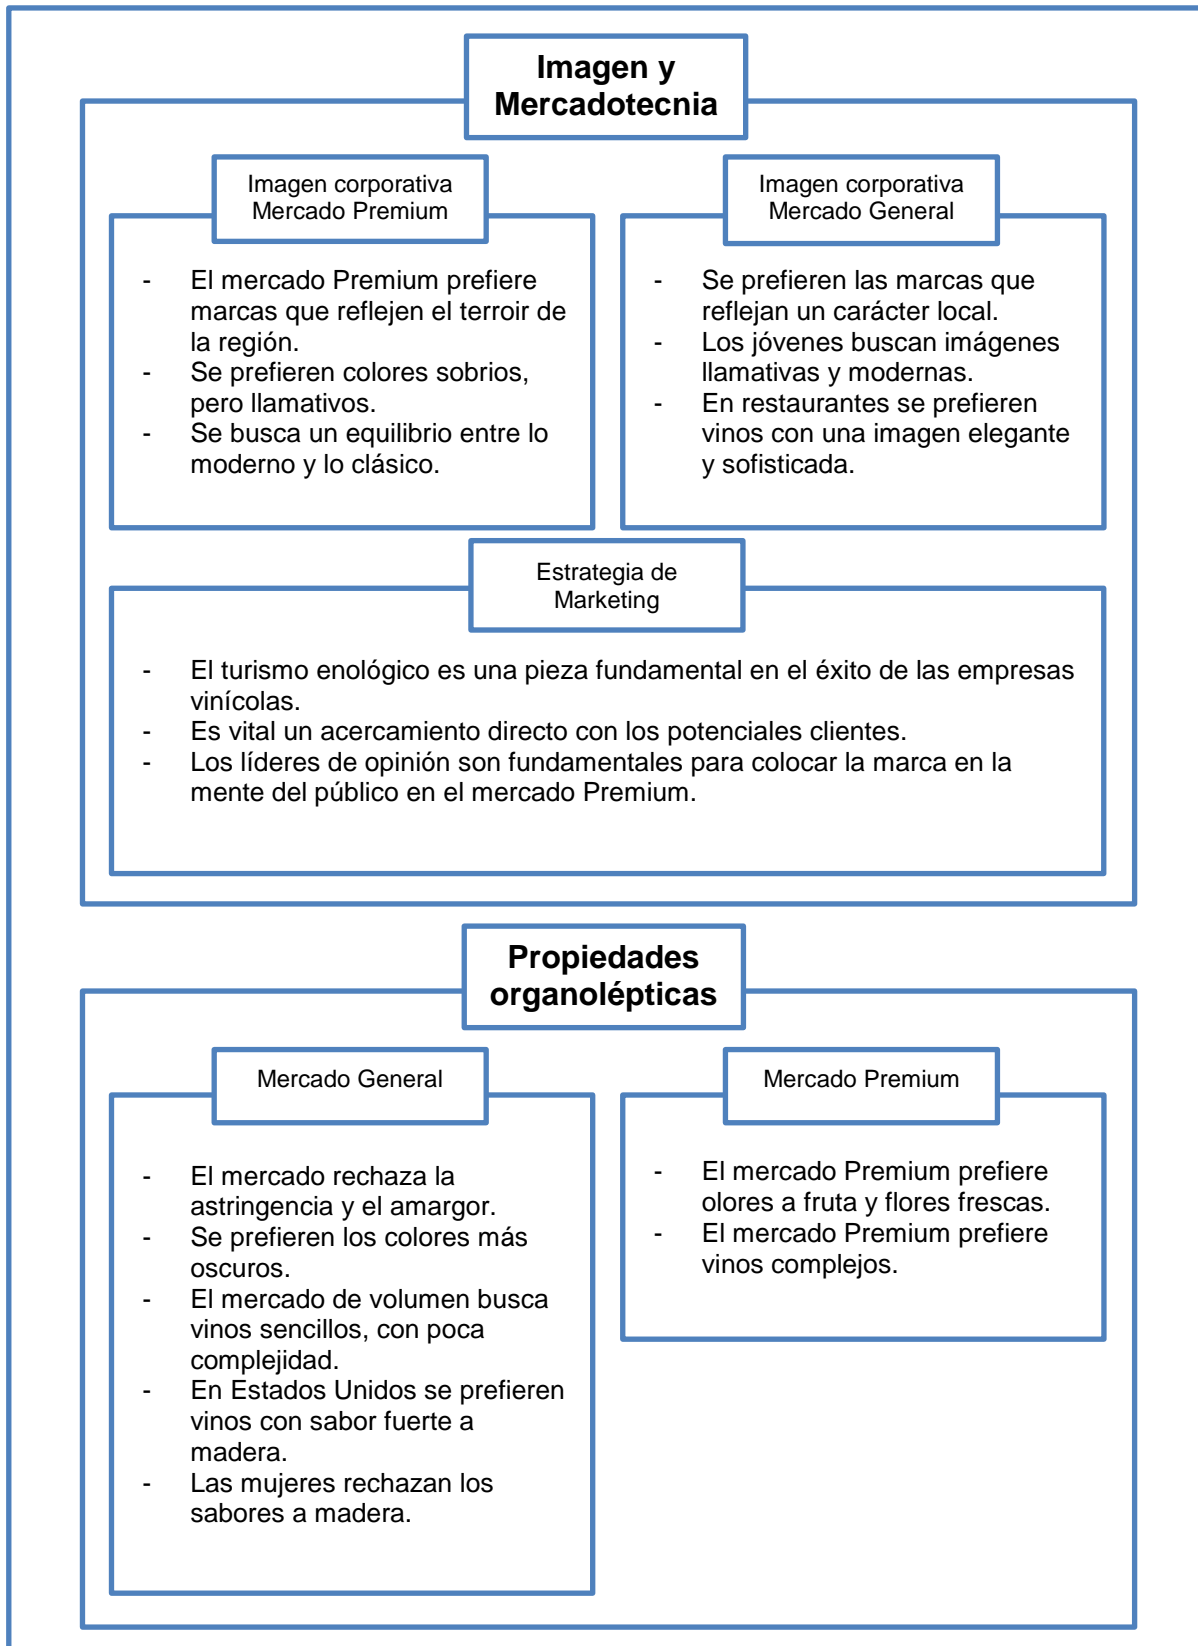 Imagen y
Mercadotecnia
Imagen corporativa
Mercado Premium
- El mercado Premium prefiere
marcas que reflejen el terroir de
la región.
- Se prefieren colores sobrios,
pero llamativos.
- Se busca un equilibrio entre lo
moderno y lo clásico.
Imagen corporativa
Mercado General
- Se prefieren las marcas que
reflejan un carácter local.
- Los jóvenes buscan imágenes
llamativas y modernas.
- En restaurantes se prefieren
vinos con una imagen elegante
y sofisticada.
Estrategia de
Marketing
- El turismo enológico es una pieza fundamental en el éxito de las empresas
vinícolas.
- Es vital un acercamiento directo con los potenciales clientes.
- Los líderes de opinión son fundamentales para colocar la marca en la
mente del público en el mercado Premium.
Propiedades
organolépticas
Mercado General
- El mercado rechaza la
astringencia y el amargor.
- Se prefieren los colores más
oscuros.
- El mercado de volumen busca
vinos sencillos, con poca
complejidad.
- En Estados Unidos se prefieren
vinos con sabor fuerte a
madera.
- Las mujeres rechazan los
sabores a madera.
Mercado Premium
- El mercado Premium prefiere
olores a fruta y flores frescas.
- El mercado Premium prefiere
vinos complejos.